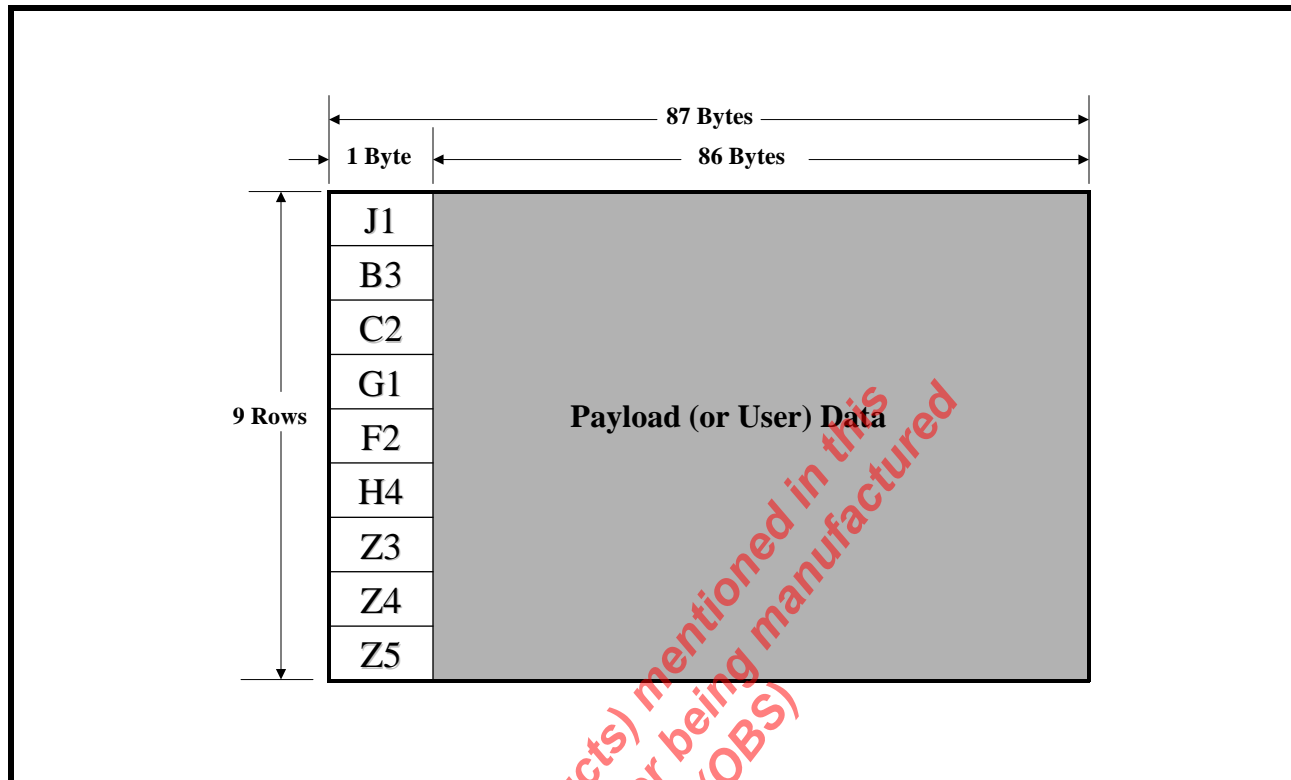 87 Bytes
1 Byte
86 Bytes
9 Rows
J1
B3
C2
G1
F2
H4
Z3
Z4
Z5
Payload (or User) Data
mentioned in this
being manufactured
OBS)